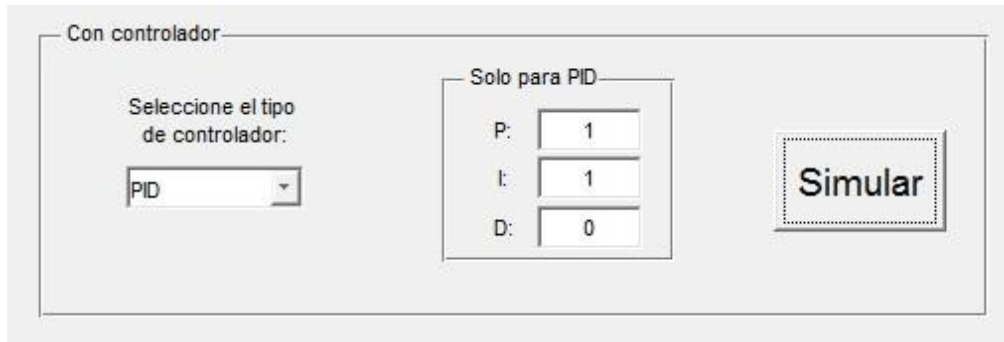 Con controlador
Seleccione el tipo
de controlador:
PID
Solo para PID
P: 1
I: 1
D: 0
Simular